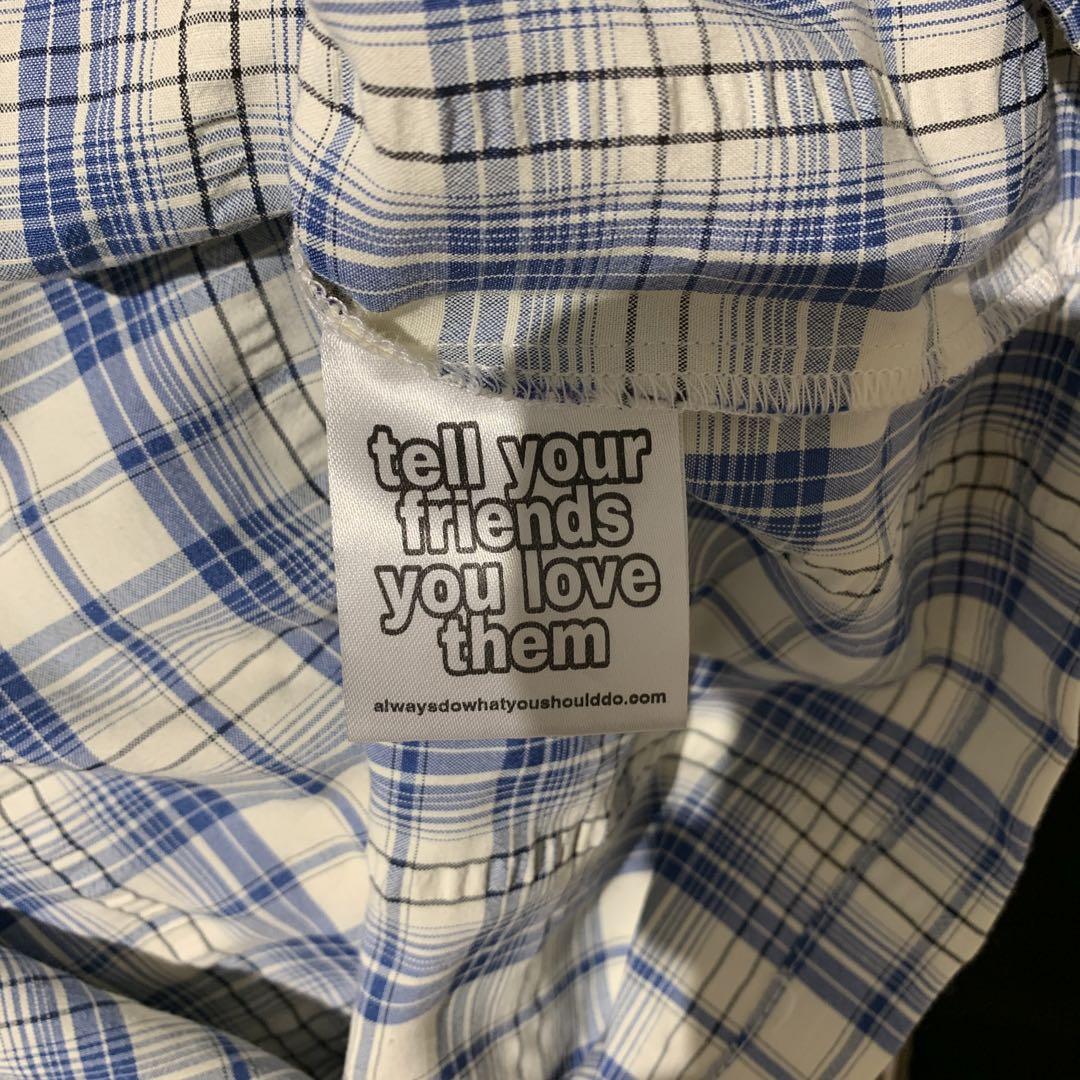 tell your
friends
you love
them
alwaysdowhatyoushoulddo.com